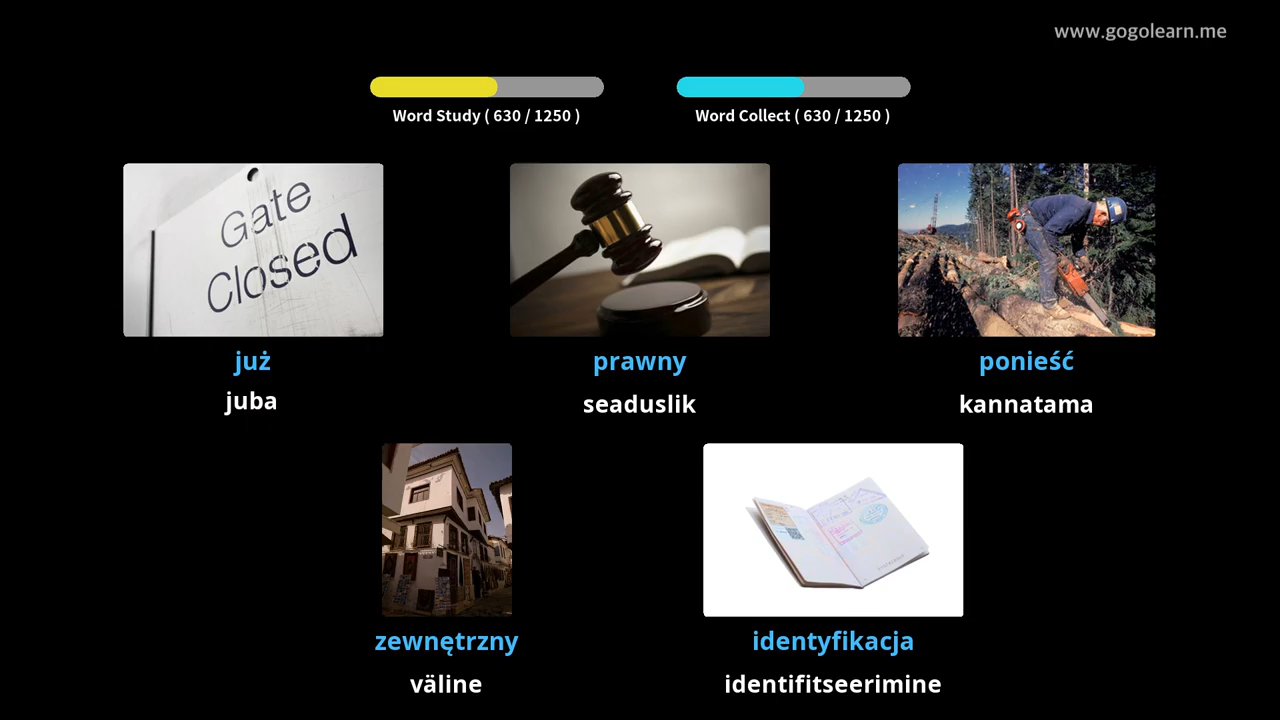 www.gogolearn.me
Word Study ( 630 / 1250 )
Word Collect ( 630 / 1250 )
Gate
Closed
już
juba
prawny
seaduslik
ponieść
kannatama
zewnętrzny
väline
identyfikacja
identifitseerimine